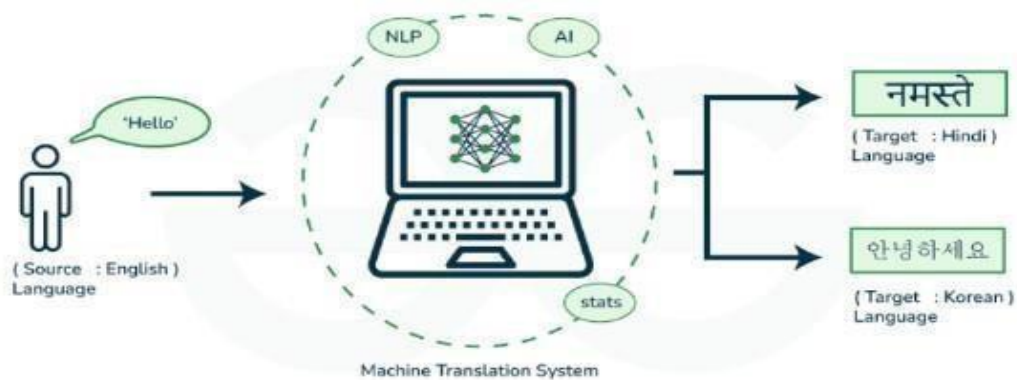 NLP
AI
'Hello'
नमस्ते
( Target : Hindi )
Language
( Source : English )
Language
안녕하세요
stats
( Target : Korean )
Language
Machine Translation System